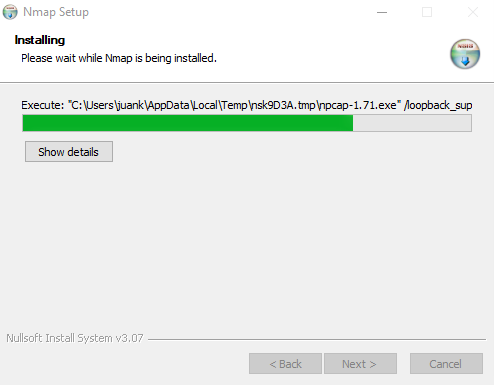 Nmap Setup
Installing
Please wait while Nmap is being installed.
Execute: "C:\Users\juank\AppData\Local\Temp\nsk9D3A.tmp\npcap-1.71.exe" /loopback_sup
Show details
Nullsoft Install System v3.07
< Back Next > Cancel